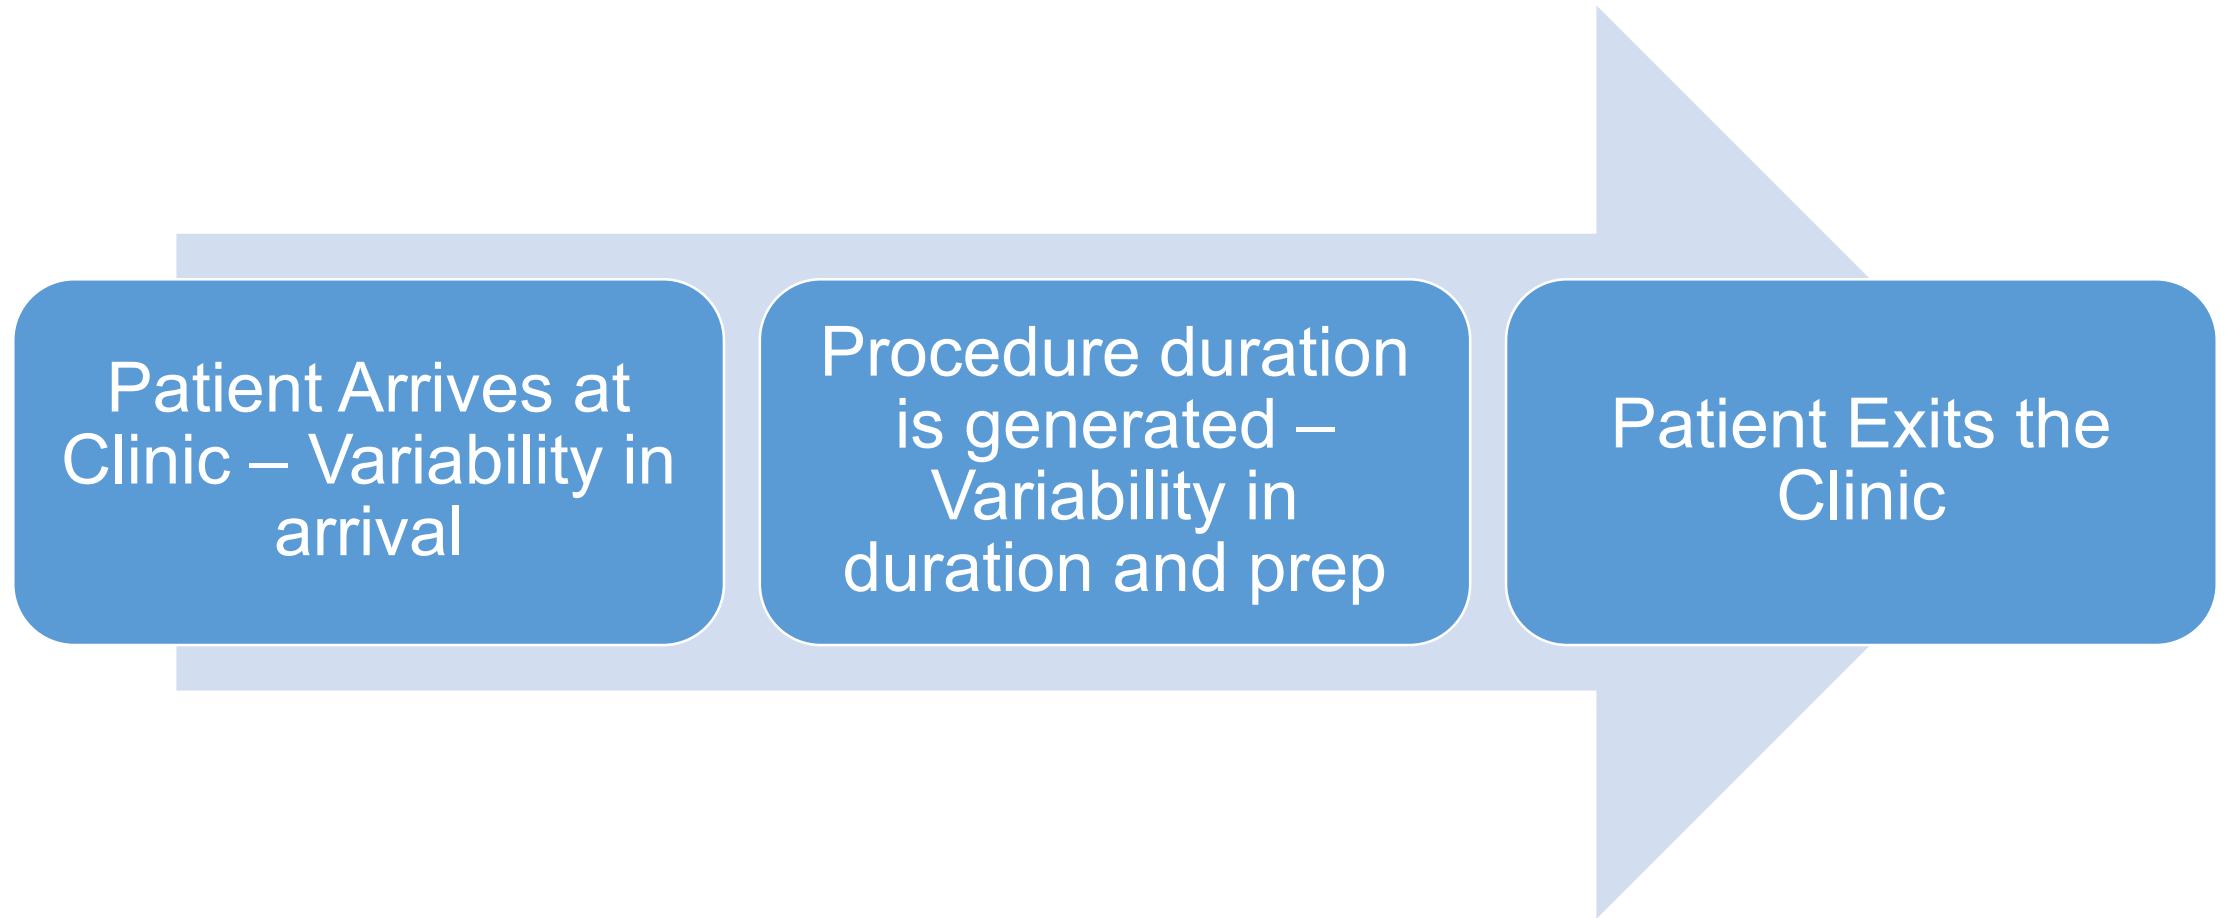 Patient Arrives at
Clinic – Variability in
arrival
Procedure duration
is generated –
Variability in
duration and prep
Patient Exits the
Clinic